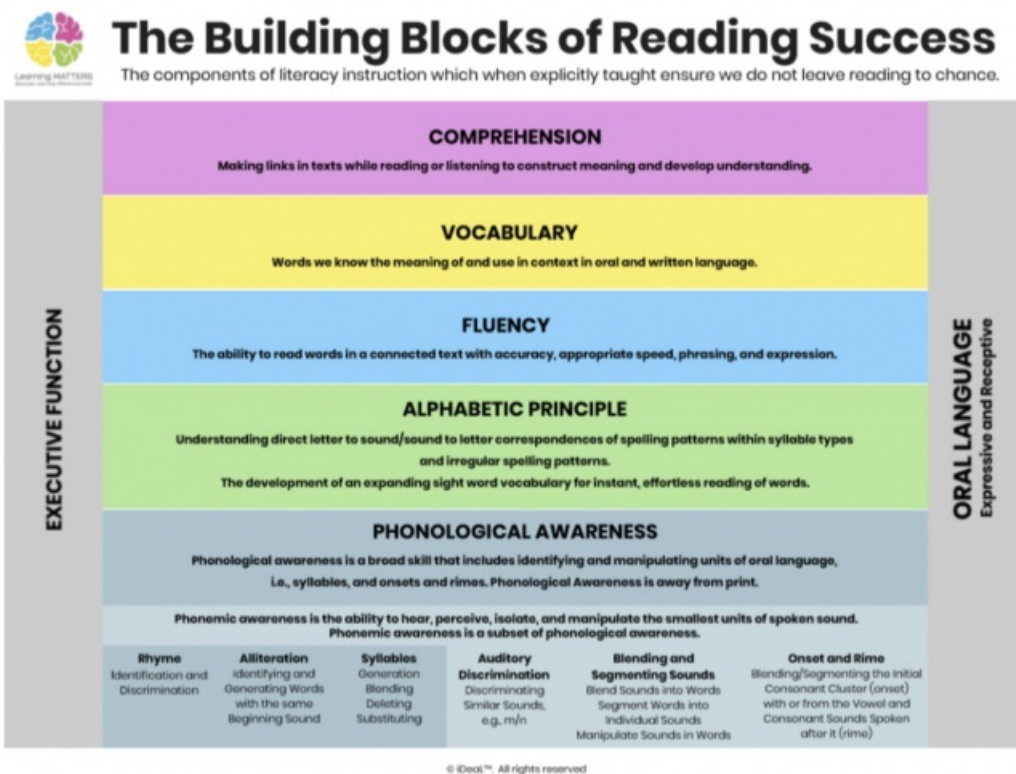 The Building Blocks of Reading Success
Learning MATTERS
The components of literacy instruction which when explicitly taught ensure we do not leave reading to chance.
EXECUTIVE FUNCTION
COMPREHENSION
Making links in texts while reading or listening to construct meaning and develop understanding.
VOCABULARY
Words we know the meaning of and use in context in oral and written language.
FLUENCY
The ability to read words in a connected text with accuracy, appropriate speed, phrasing, and expression.
ALPHABETIC PRINCIPLE
Understanding direct letter to sound/sound to letter correspondences of spelling patterns within syllable types
and irregular spelling patterns.
The development of an expanding sight word vocabulary for instant, effortless reading of words.
PHONOLOGICAL AWARENESS
Phonological awareness is a broad skill that includes identifying and manipulating units of oral language,
i.e., syllables, and onsets and rimes. Phonological Awareness is away from print.
Phonemic awareness is the ability to hear, perceive, isolate, and manipulate the smallest units of spoken sound.
Phonemic awareness is a subset of phonological awareness.
Rhyme
Identification and
Discrimination
Alliteration
Identifying and
Generating Words
with the same
Beginning Sound
Syllables
Generation
Blending
Deleting
Substituting
Auditory
Discrimination
Discriminating
Similar Sounds,
e.g., m/n
Blending and
Segmenting Sounds
Blend Sounds into Words
Segment Words into
Individual Sounds
Manipulate Sounds in Words
Onset and Rime
Blending/Segmenting the Initial
Consonant Cluster (onset)
with or from the Vowel and
Consonant Sounds Spoken
after it (rime)
ORAL LANGUAGE
Expressive and Receptive
© iDeaL™. All rights reserved